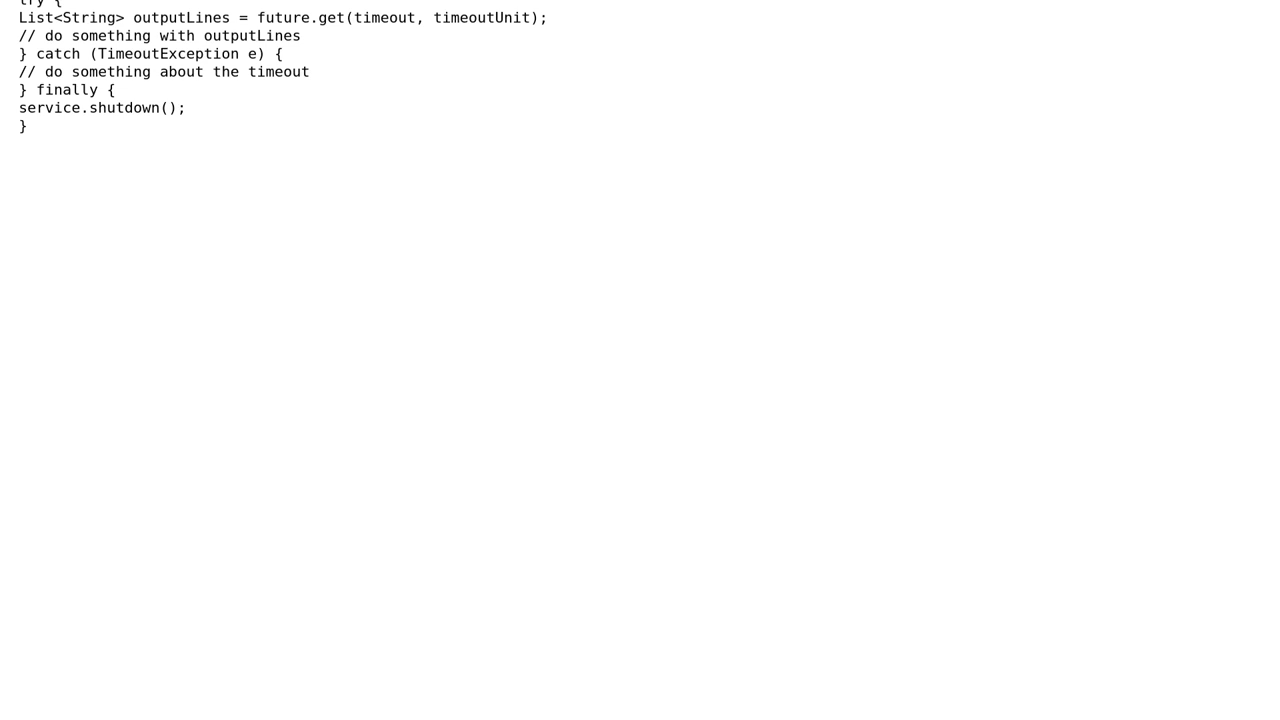 try {
List<String> outputLines = future.get(timeout, timeoutUnit);
// do something with outputLines
} catch (TimeoutException e) {
// do something about the timeout
} finally {
service.shutdown();
}